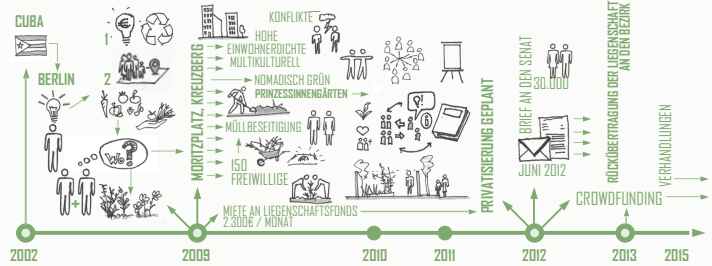 CUBA
BERLIN
1
2
Wo?
+
MORITZPLATZ, KREUZBERG
KONFLIKTE
HOHE
EINWOHNERDICHTE
MULTIKULTURELL
NOMADISCH GRÜN
PRINZESSINNENGÄRTEN
MÜLLBESEITIGUNG
150
FREIWILLIGE
MIETE AN LIEGENSCHAFTSFONDS
2.300€ / MONAT
PRIVATISIERUNG GEPLANT
BRIEF AN DEN SENAT
30.000
JUNI 2012
RÜCKÜBERTRAGUNG DER LIEGENSCHAFT
AN DEN BEZIRK
CROWDFUNDING
VERHANDLUNGEN
2002
2009
2010
2011
2012
2013
2015